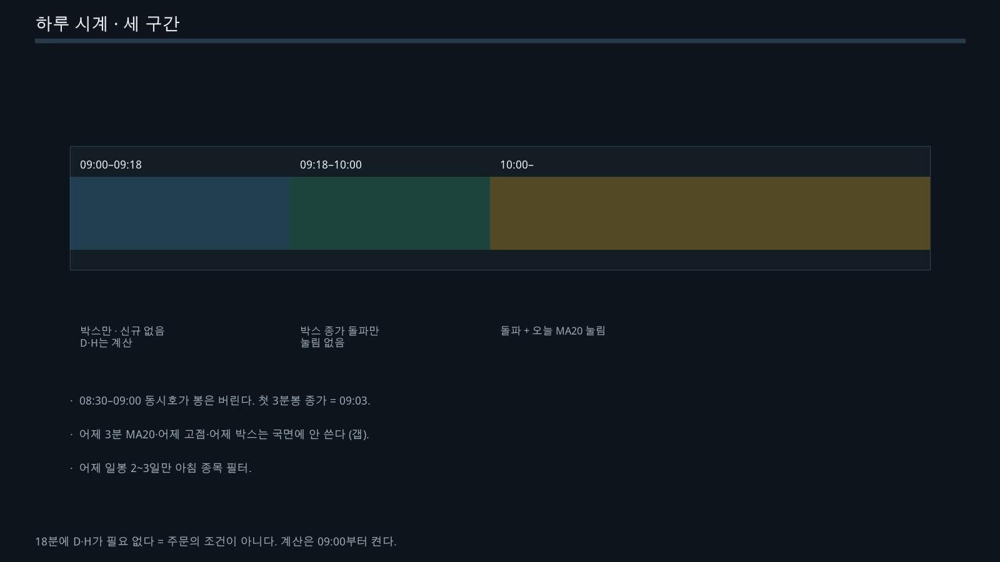 하루 시계 · 세 구간
09:00–09:18
09:18–10:00
10:00–
박스만 · 신규 없음
D·H는 계산
박스 종가 돌파만
눌림 없음
돌파 + 오늘 MA20 눌림
· 08:30–09:00 동시호가 봉은 버린다. 첫 3분봉 종가 = 09:03.
· 어제 3분 MA20·어제 고점·어제 박스는 국면에 안 쓴다 (갭).
· 어제 일봉 2~3일만 아침 종목 필터.
18분에 D·H가 필요 없다 = 주문의 조건이 아니다. 계산은 09:00부터 켠다.